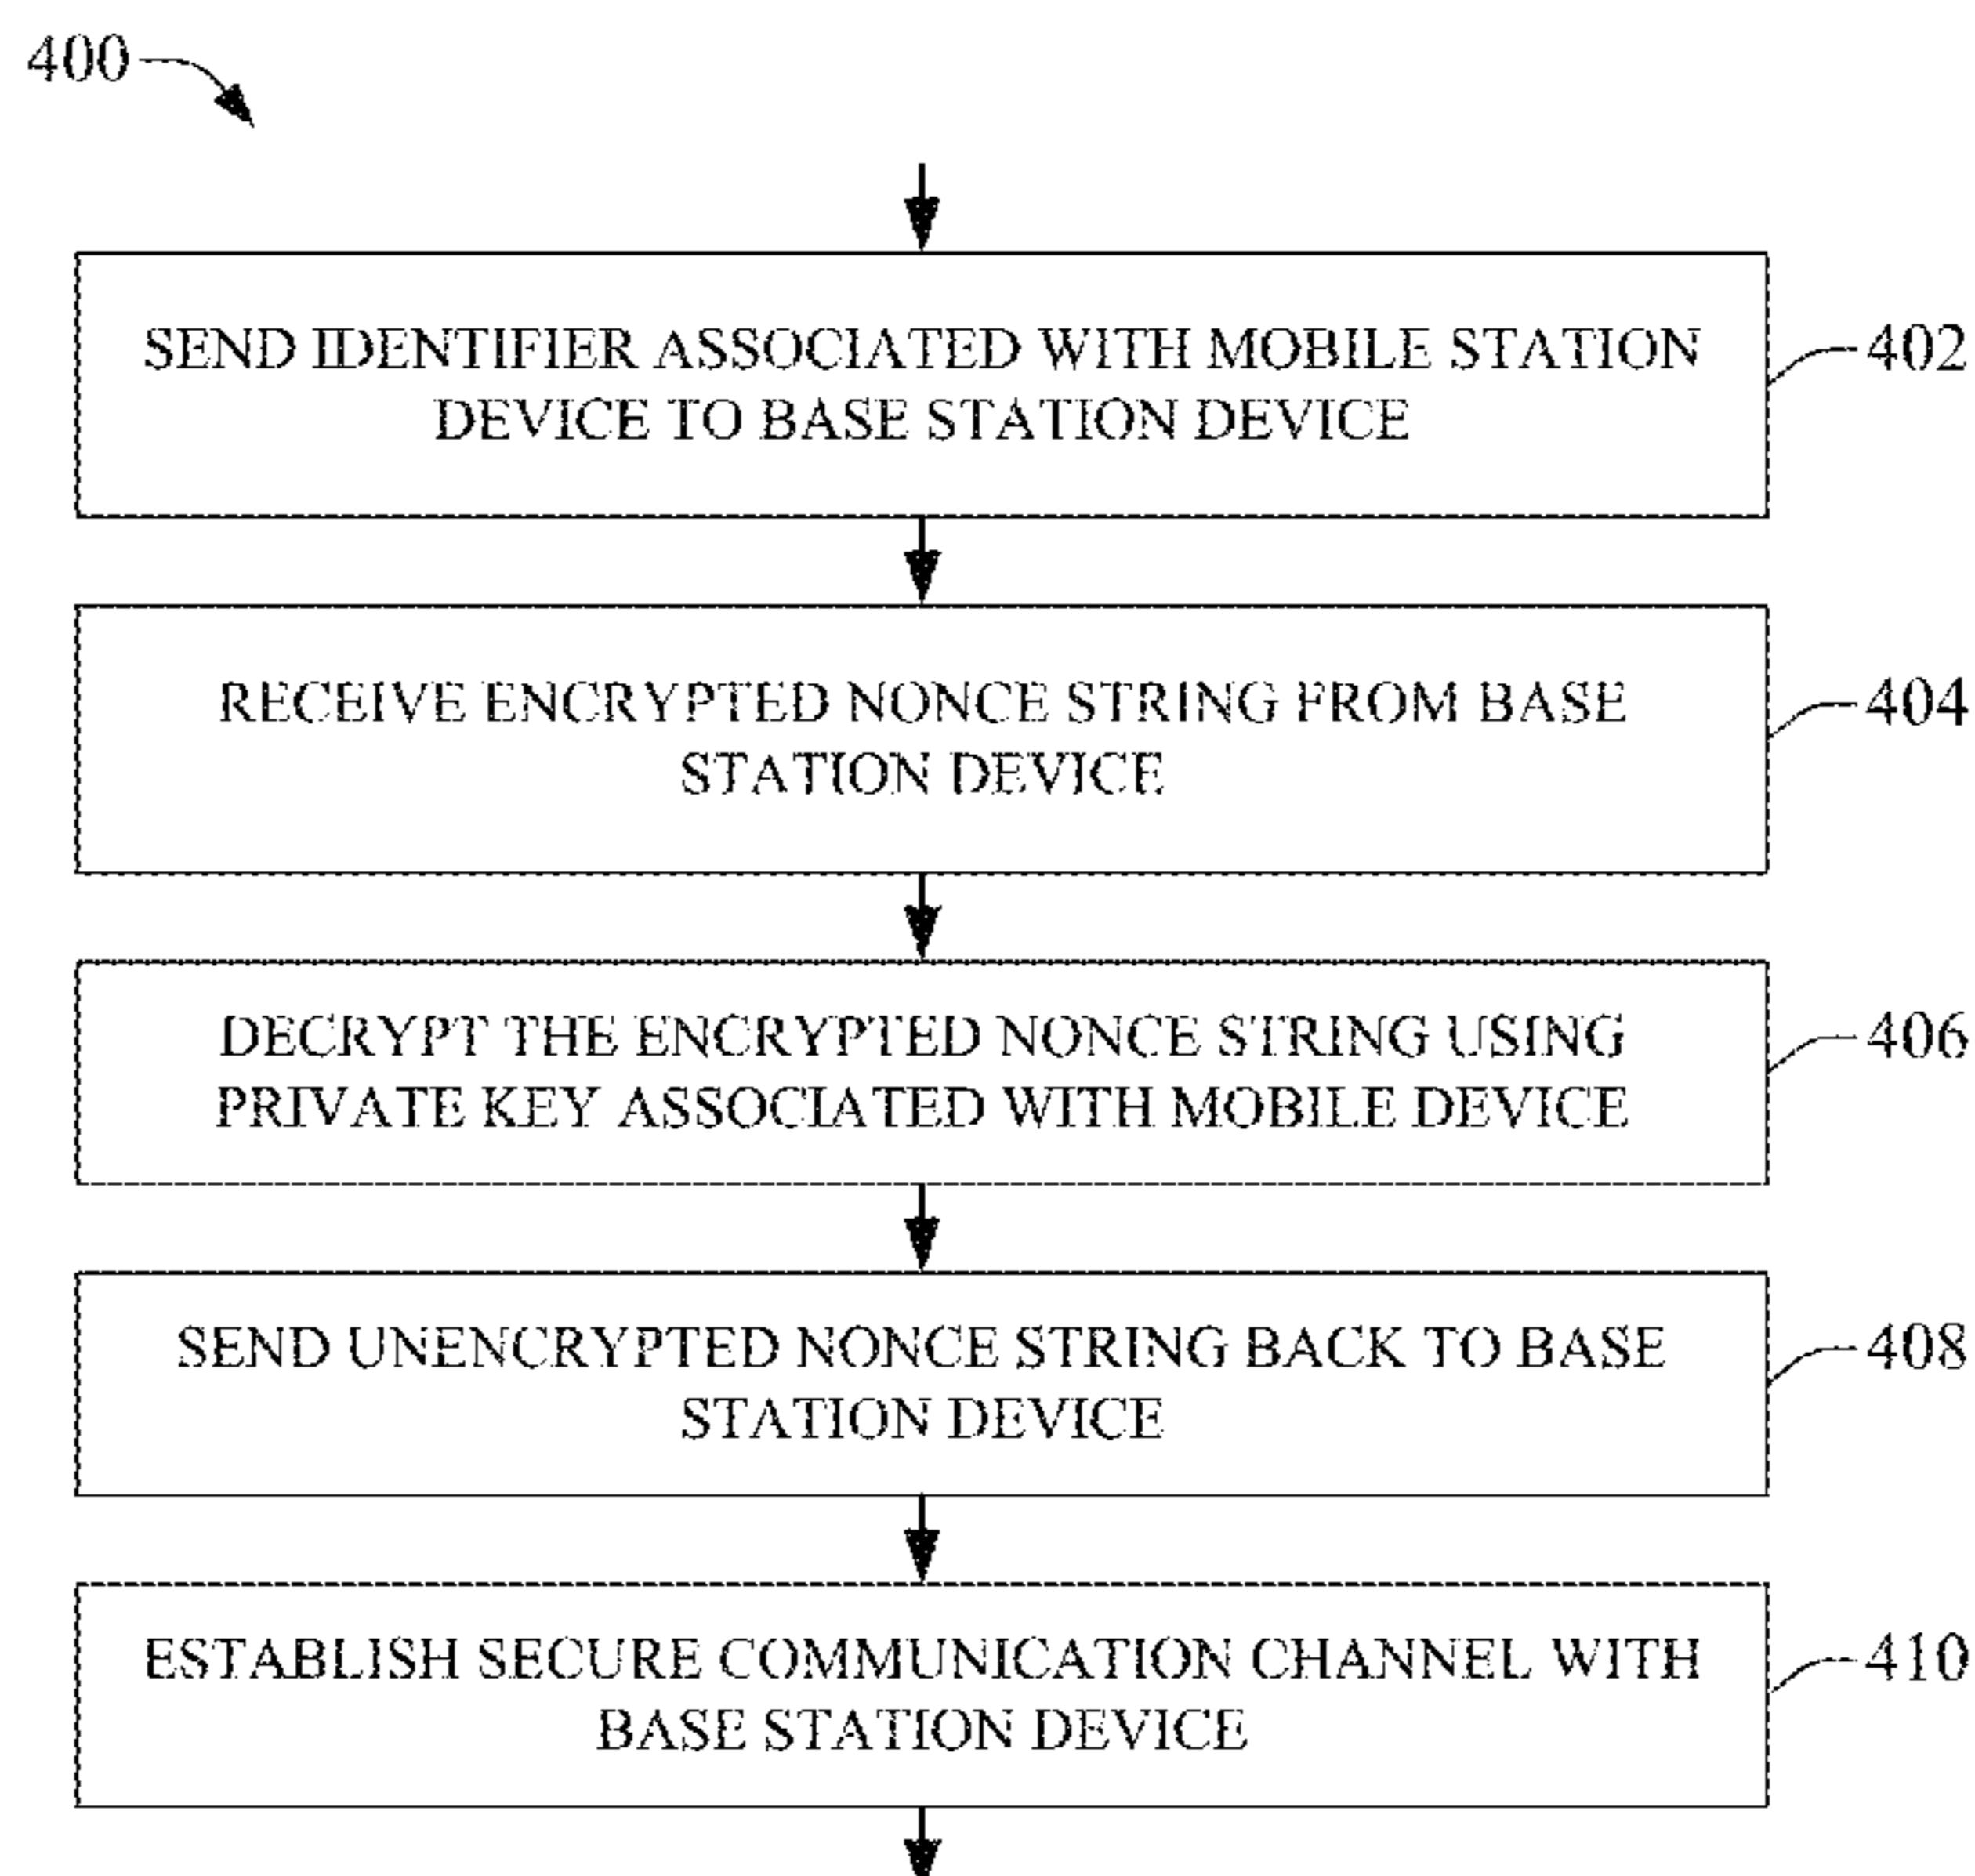 400
SEND IDENTIFIER ASSOCIATED WITH MOBILE STATION
DEVICE TO BASE STATION DEVICE
402
RECEIVE ENCRYPTED NONCE STRING FROM BASE
STATION DEVICE
404
DECRYPT THE ENCRYPTED NONCE STRING USING
PRIVATE KEY ASSOCIATED WITH MOBILE DEVICE
406
SEND UNENCRYPTED NONCE STRING BACK TO BASE
STATION DEVICE
408
ESTABLISH SECURE COMMUNICATION CHANNEL WITH
BASE STATION DEVICE
410